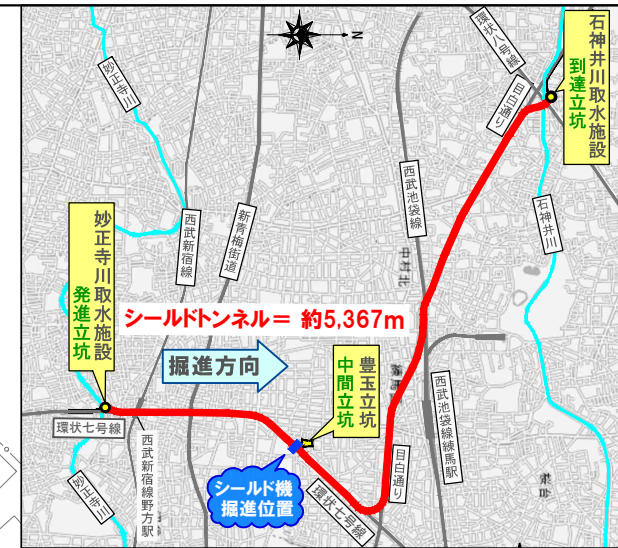 石神井川取水施設
到達立坑
環状八号線
目白通り
N
妙正寺川
西武池袋線
石神井川
西武新宿線
新青梅街道
中村北
妙正寺川取水施設
発進立坑
シールドトンネル＝ 約5,367m
掘進方向
豊玉立坑
中間立坑
西武池袋線練馬駅
環状七号線
西武新宿線野方駅
目白通り
シールド機
掘進位置
環状七号線
妙正寺川